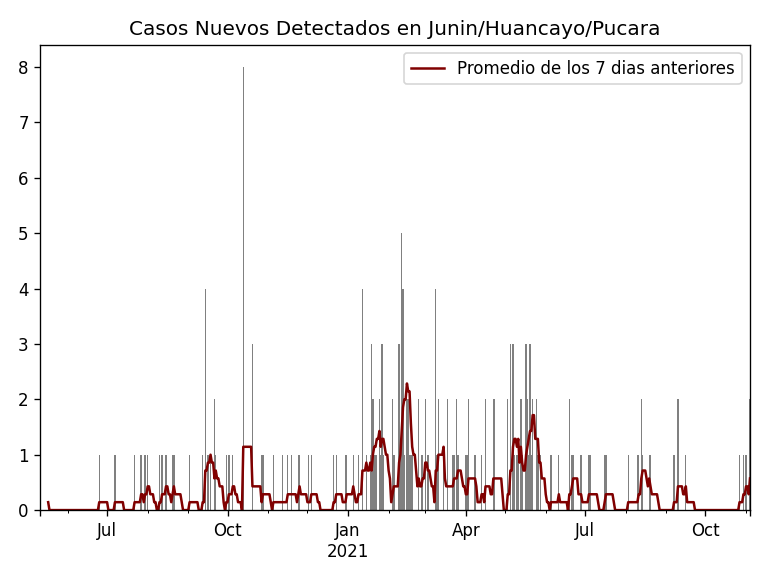 Casos Nuevos Detectados en Junin/Huancayo/Pucara
Promedio de los 7 dias anteriores
8
7
6
5
4
3
2
1
0
Jul
Oct
Jan
2021
Apr
Jul
Oct